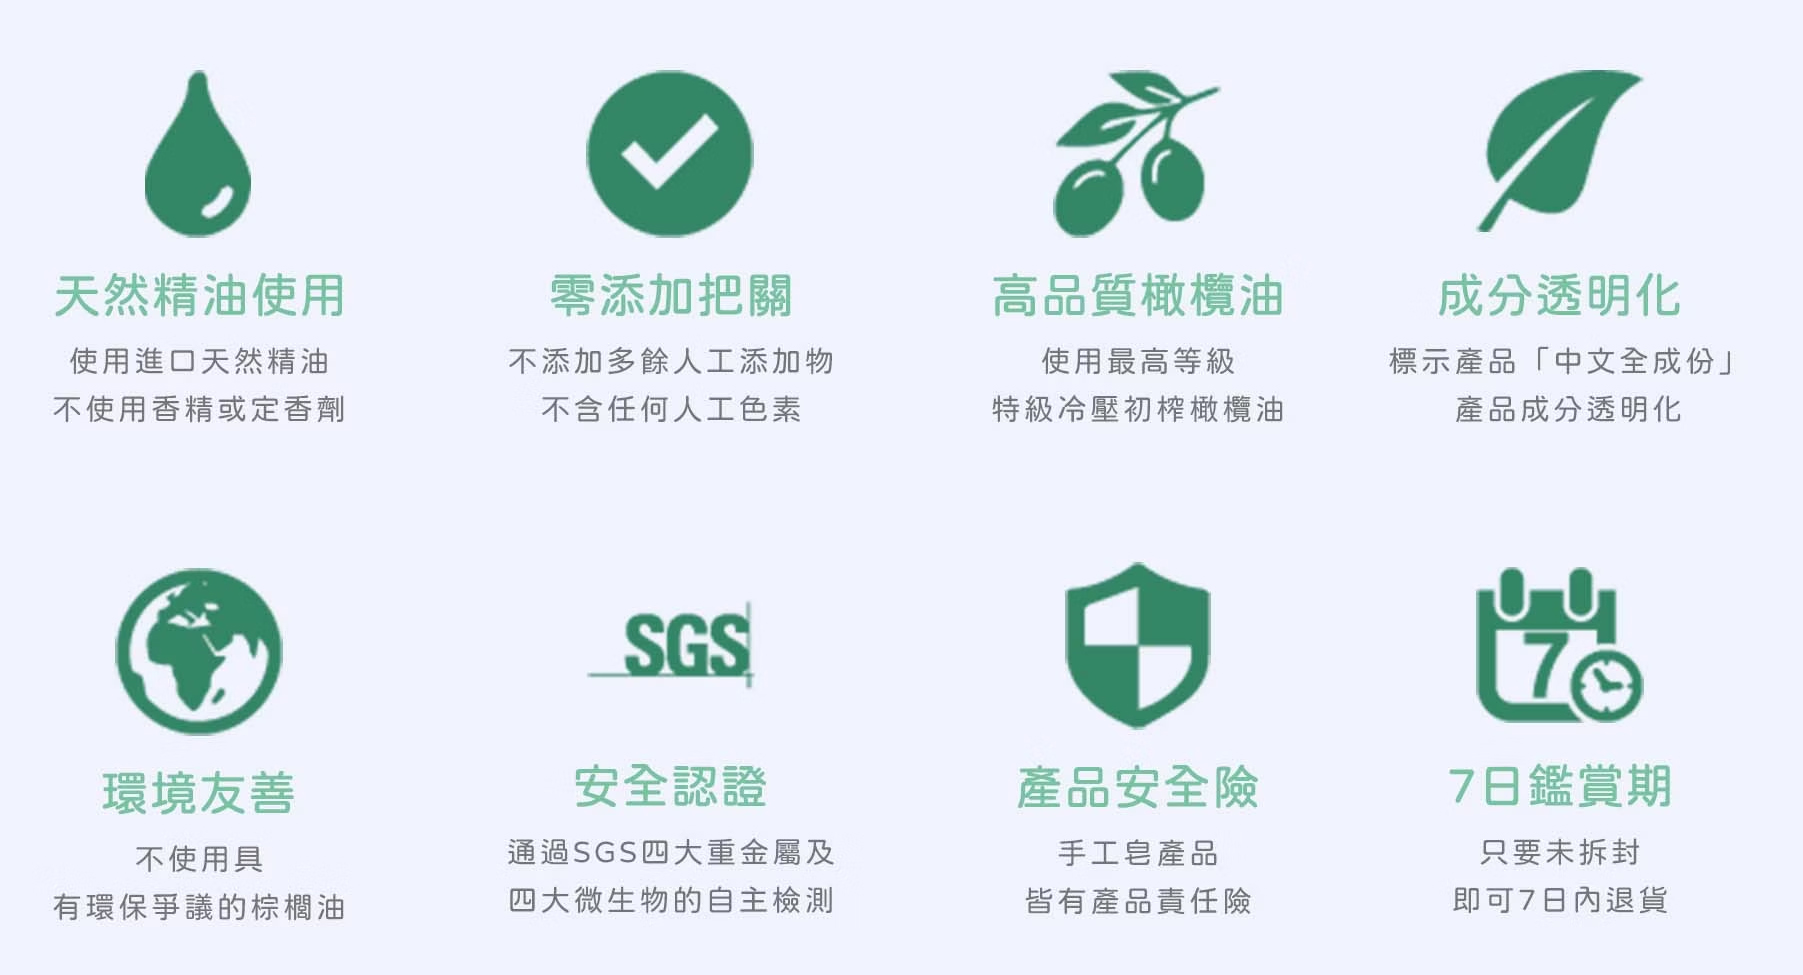 天然精油使用
使用進口天然精油
不使用香精或定香劑
零添加把關
不添加多餘人工添加物
不含任何人工色素
高品質橄欖油
使用最高等級
特級冷壓初榨橄欖油
成分透明化
標示產品「中文全成份」
產品成分透明化
環境友善
不使用具
有環保爭議的棕櫚油
SGS
安全認證
通過SGS四大重金屬及
四大微生物的自主檢測
產品安全險
手工皂產品
皆有產品責任險
7
7日鑑賞期
只要未拆封
即可7日內退貨